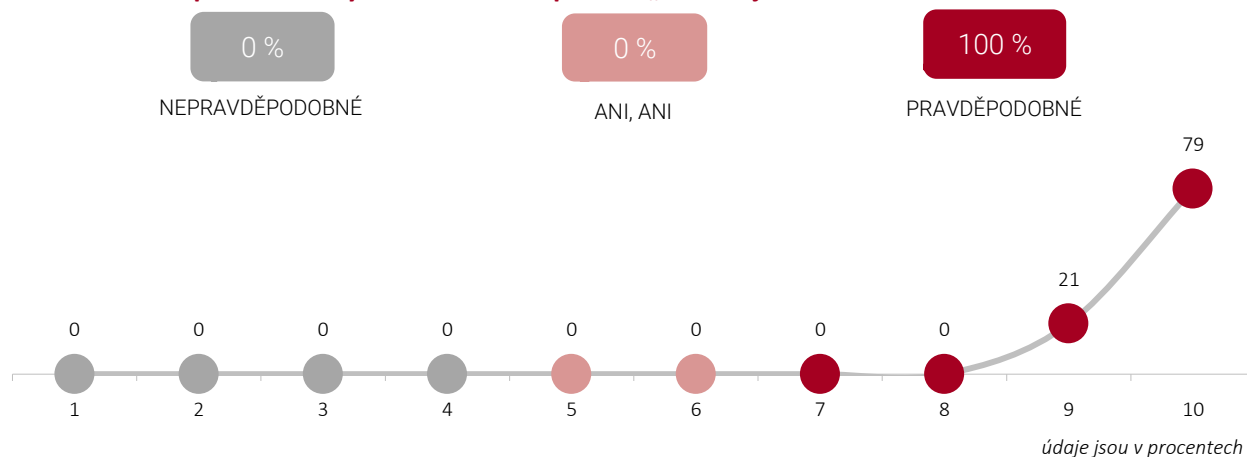 0 % 0 % 100 %
NEPRAVDĚPODOBNÉ ANI, ANI PRAVDĚPODOBNÉ
79
21
0 0 0 0 0 0 0 0
1 2 3 4 5 6 7 8 9 10
údaje jsou v procentech